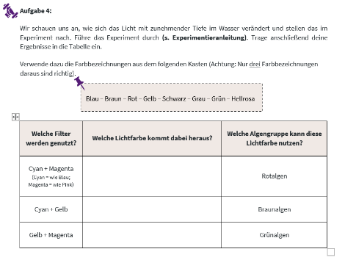 Aufgabe 4:
Wir schauen uns an, wie sich das Licht mit zunehmender Tiefe im Wasser verändert und stellen das im
Experiment nach. Führe das Experiment durch (s. Experimentieranleitung). Trage anschließend deine
Ergebnisse in die Tabelle ein.
Verwende dazu die Farbbezeichnungen aus dem folgenden Kasten (Achtung: Nur drei Farbbezeichnungen
daraus sind richtig).
Blau – Braun – Rot – Gelb – Schwarz – Grau – Grün – Hellrosa
Welche Filter
werden genutzt?
Welche Lichtfarbe kommt dabei heraus?
Welche Algengruppe kann diese
Lichtfarbe nutzen?
Cyan + Magenta
(Cyan = wie Blau;
Magenta = wie Pink)
Rotalgen
Cyan + Gelb
Braunalgen
Gelb + Magenta
Grünalgen